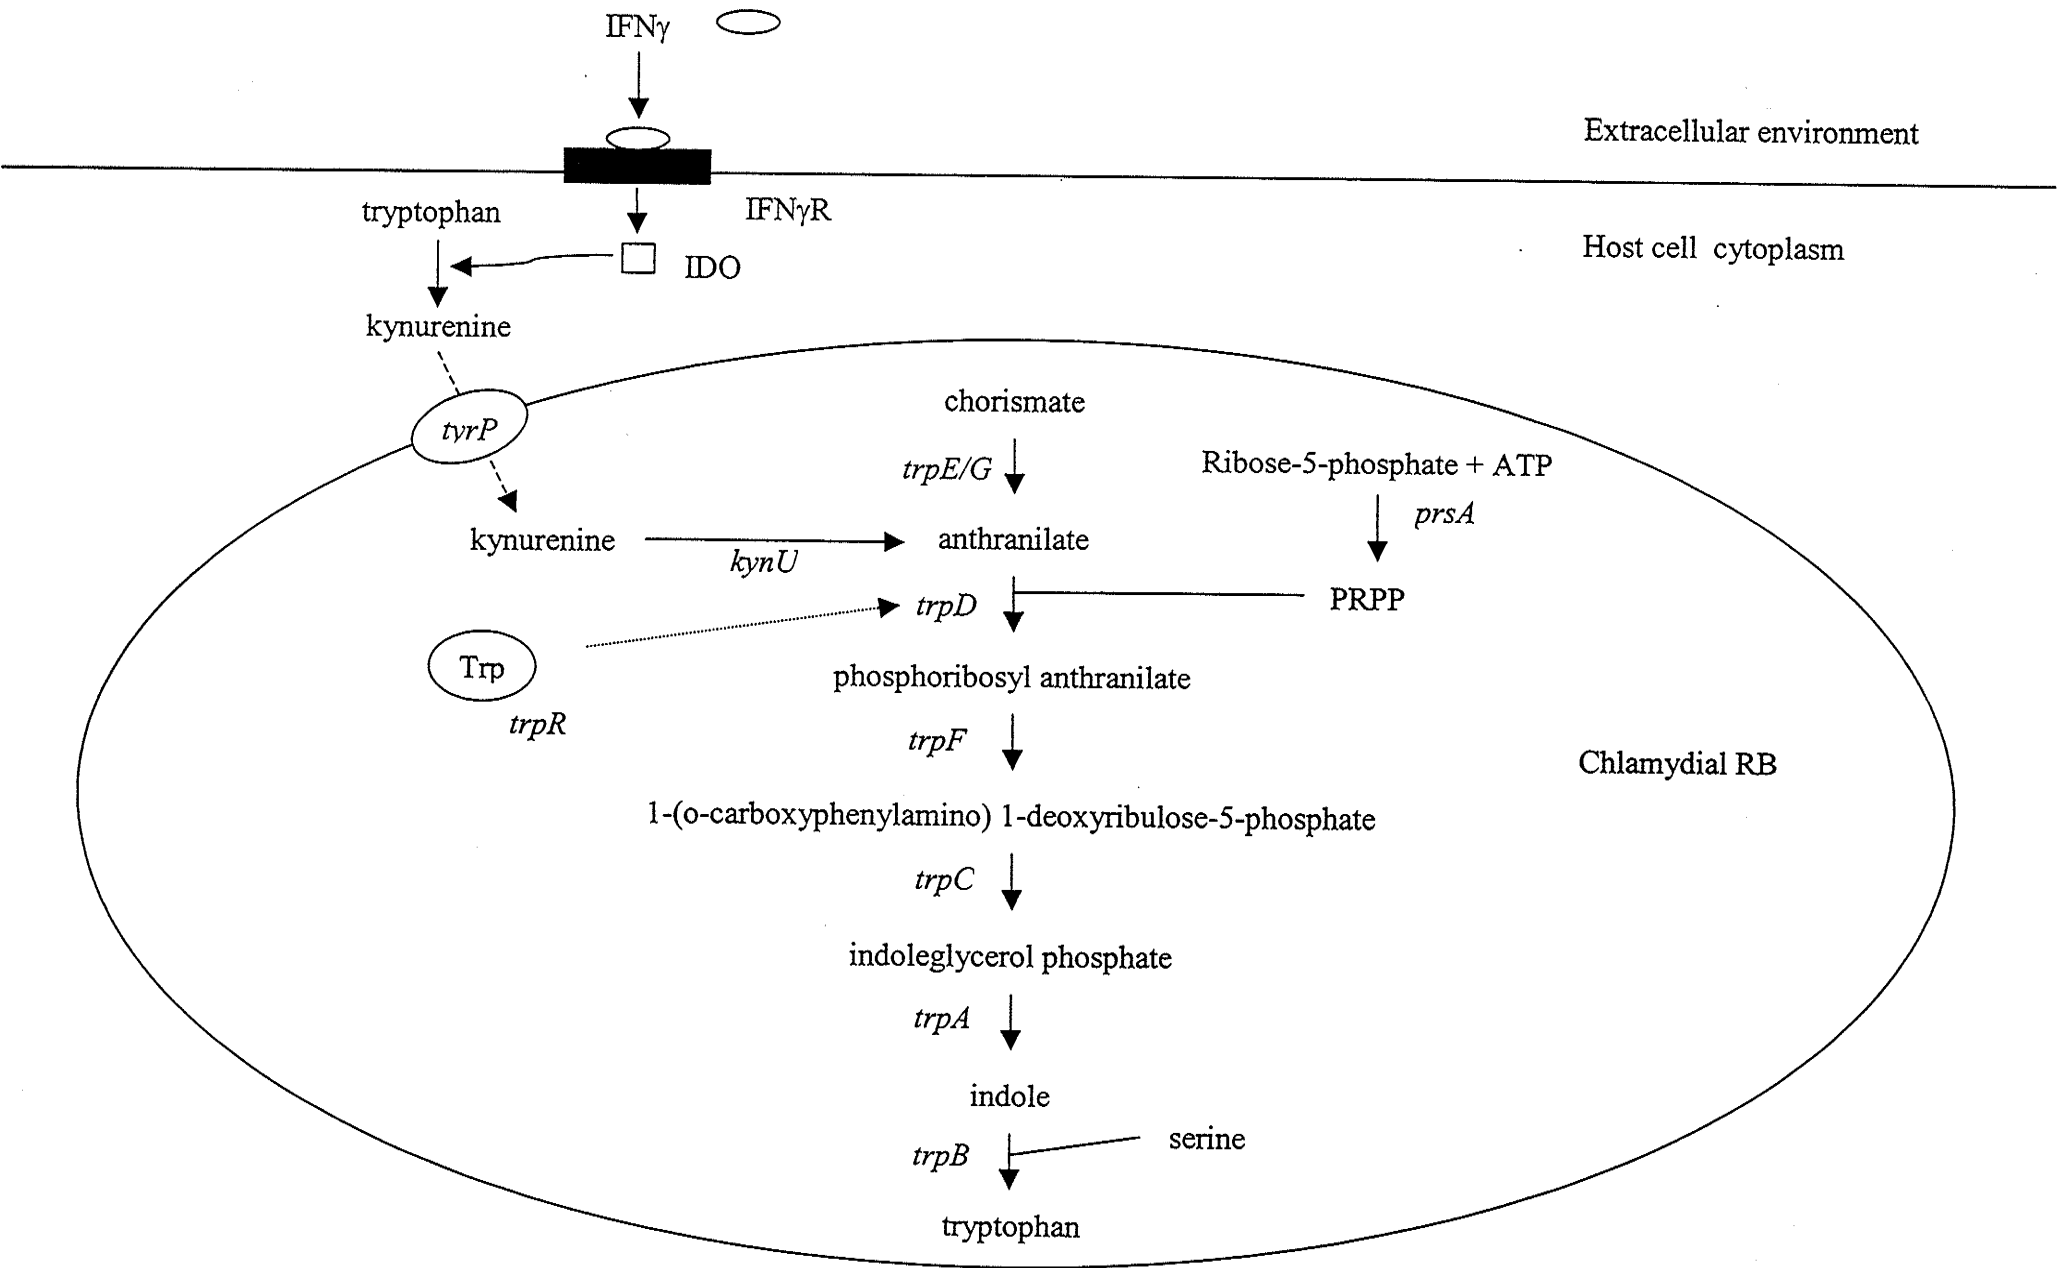 IFNγ
Extracellular environment
IFNγR
tryptophan
Host cell cytoplasm
IDO
kynurenine
tyrP
chorismate
trpE/G
Ribose-5-phosphate + ATP
prsA
kynurenine
kynU
anthranilate
trpD
PRPP
Trp
trpR
phosphoribosyl anthranilate
trpF
Chlamydial RB
1-(o-carboxyphenylamino) 1-deoxyribulose-5-phosphate
trpC
indoleglycerol phosphate
trpA
indole
trpB
serine
tryptophan